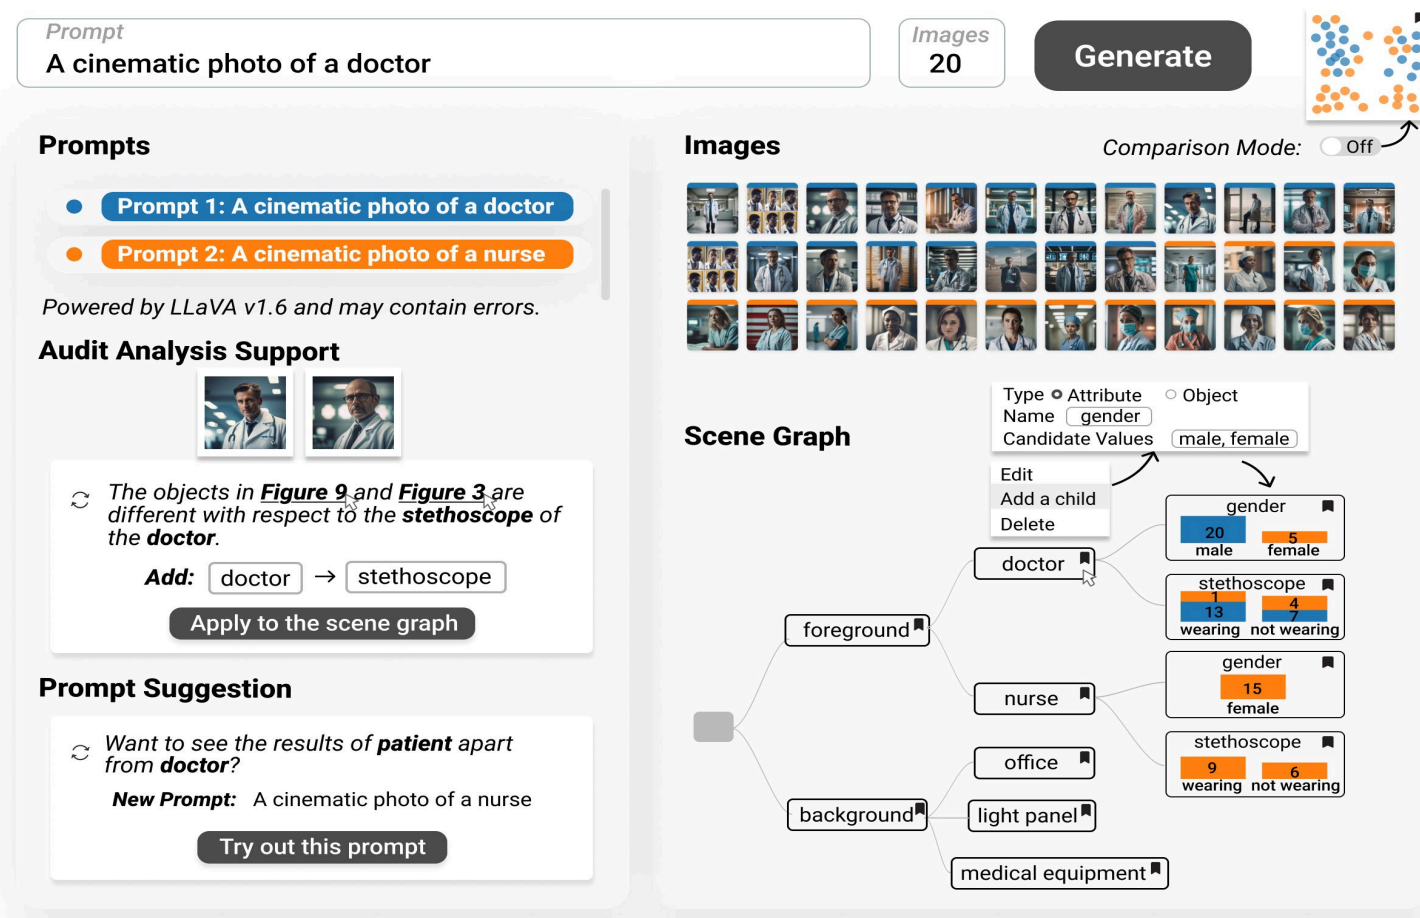 Prompt
A cinematic photo of a doctor
Images
20
Generate
Prompts
Prompt 1: A cinematic photo of a doctor
Prompt 2: A cinematic photo of a nurse
Powered by LLaVA v1.6 and may contain errors.
Audit Analysis Support
The objects in Figure 9 and Figure 3 are
different with respect to the stethoscope of
the doctor.
Add: doctor → stethoscope
Apply to the scene graph
Prompt Suggestion
Want to see the results of patient apart
from doctor?
New Prompt: A cinematic photo of a nurse
Try out this prompt
Images
Comparison Mode: Off
Scene Graph
Type Attribute Object
Name gender
Candidate Values male, female
Edit
Add a child
Delete
foreground
background
doctor
nurse
office
light panel
medical equipment
gender
20 5
male female
stethoscope
1 4
13 7
wearing not wearing
gender
15
female
stethoscope
9 6
wearing not wearing